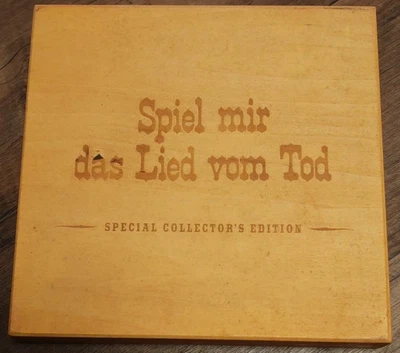 Spiel mir
das Lied vom Tod
SPECIAL COLLECTOR'S EDITION